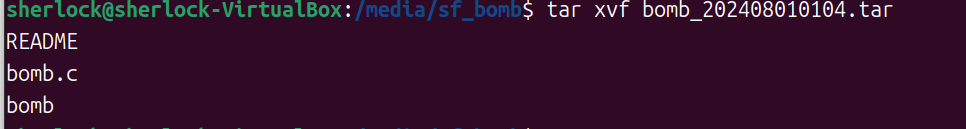 sherlock@sherlock-VirtualBox:/media/sf_bomb$ tar xvf bomb_202408010104.tar
README
bomb.c
bomb